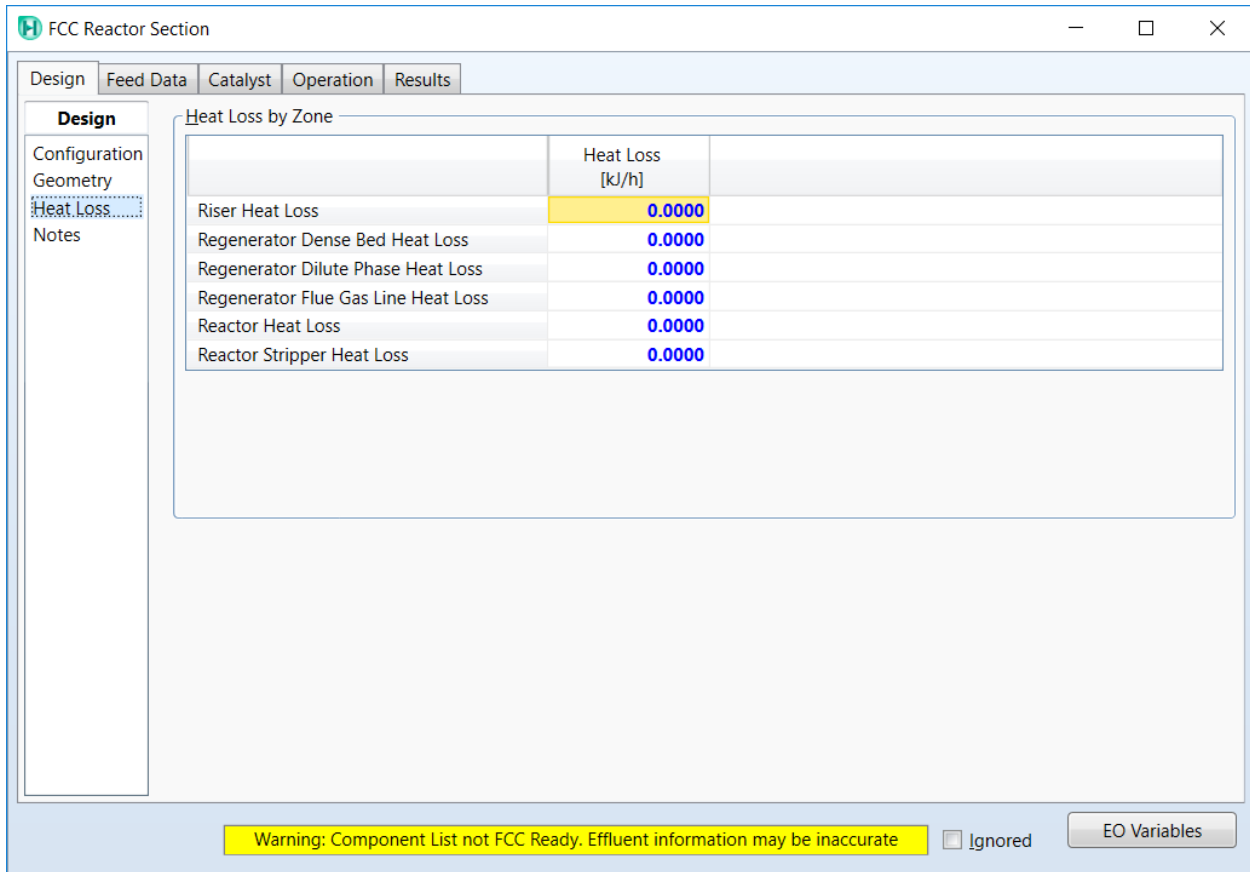 FCC Reactor Section
Design Feed Data Catalyst Operation Results
Design
Configuration
Geometry
Heat Loss
Notes
Heat Loss by Zone
Heat Loss
[kJ/h]
Riser Heat Loss 0.0000
Regenerator Dense Bed Heat Loss 0.0000
Regenerator Dilute Phase Heat Loss 0.0000
Regenerator Flue Gas Line Heat Loss 0.0000
Reactor Heat Loss 0.0000
Reactor Stripper Heat Loss 0.0000
Warning: Component List not FCC Ready. Effluent information may be inaccurate
Ignored
EO Variables